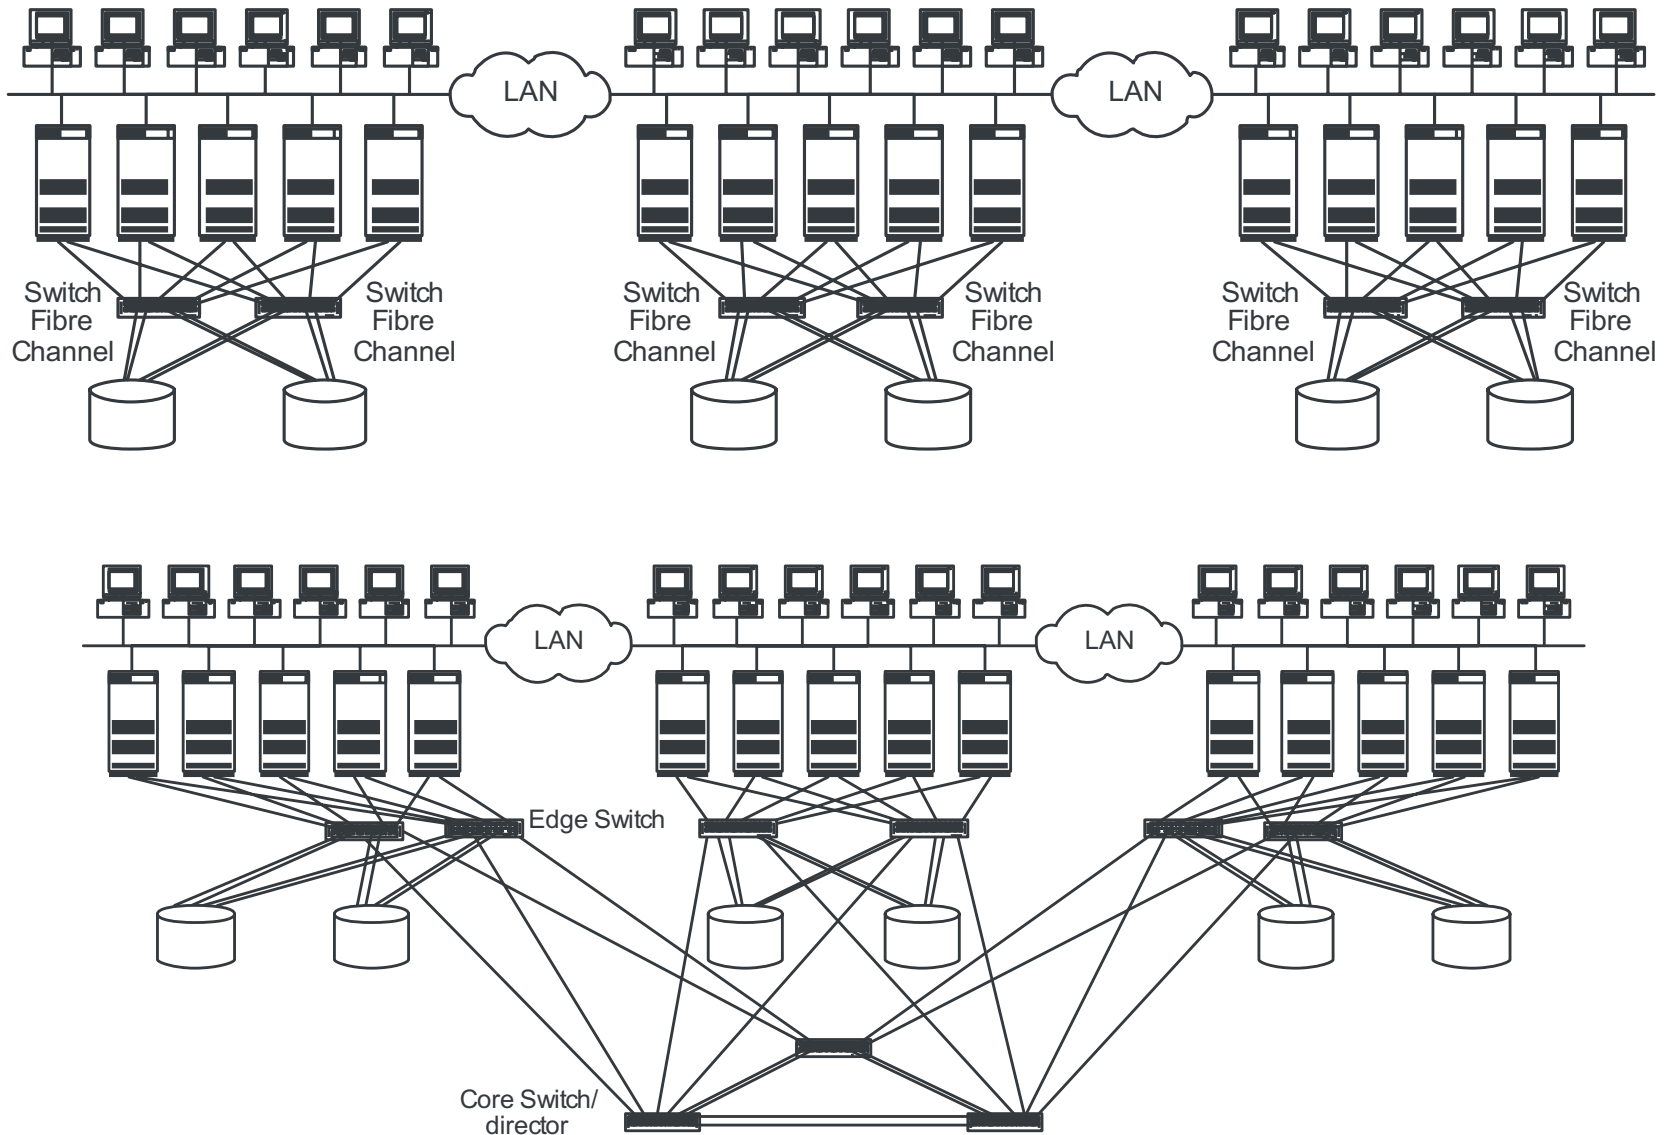 LAN
LAN
Switch
Fibre
Channel
Switch
Fibre
Channel
Switch
Fibre
Channel
Switch
Fibre
Channel
Switch
Fibre
Channel
Switch
Fibre
Channel
LAN
LAN
Edge Switch
Core Switch/
director